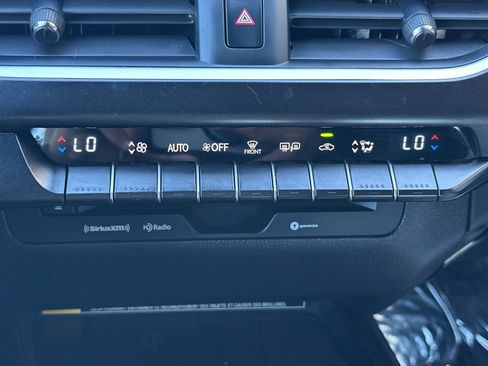 LO AUTO OFF FRONT LO
SiriusXM HD Radio gracenote